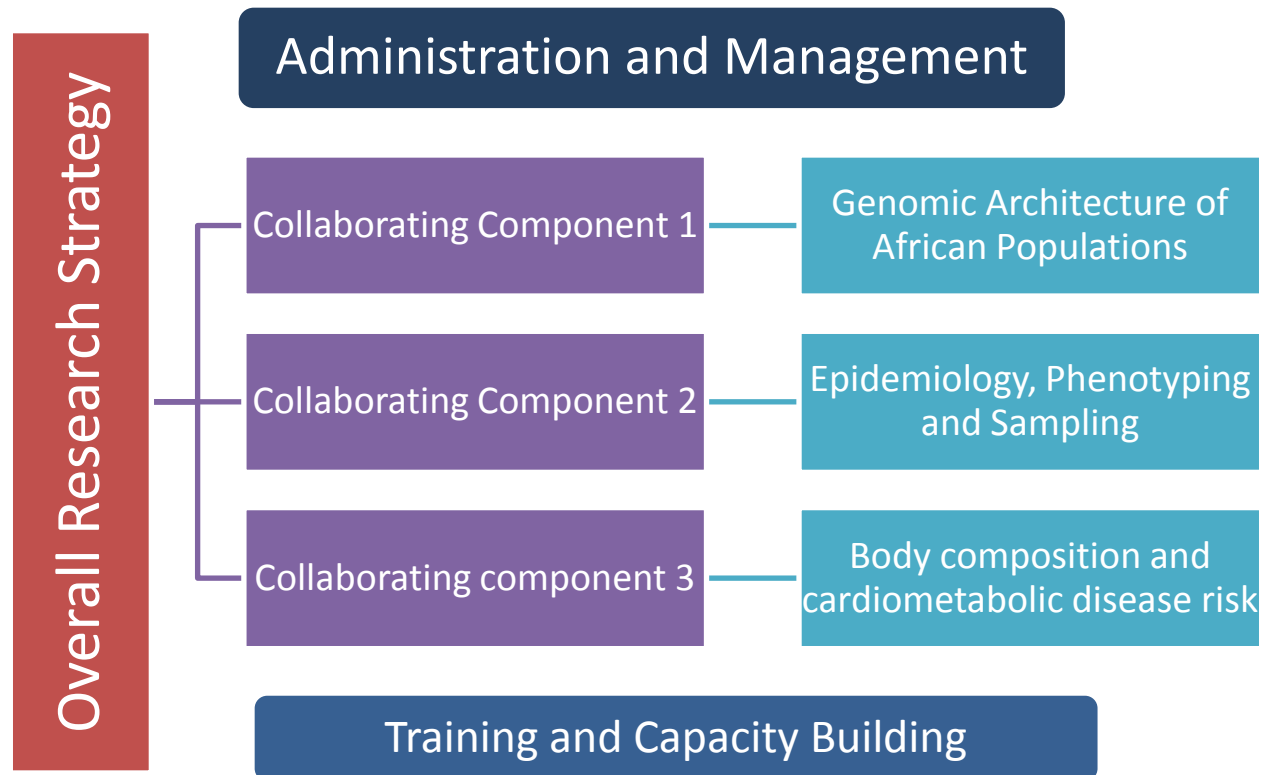 Overall Research Strategy
Administration and Management
Collaborating Component 1
Genomic Architecture of
African Populations
Collaborating Component 2
Epidemiology, Phenotyping
and Sampling
Collaborating component 3
Body composition and
cardiometabolic disease risk
Training and Capacity Building